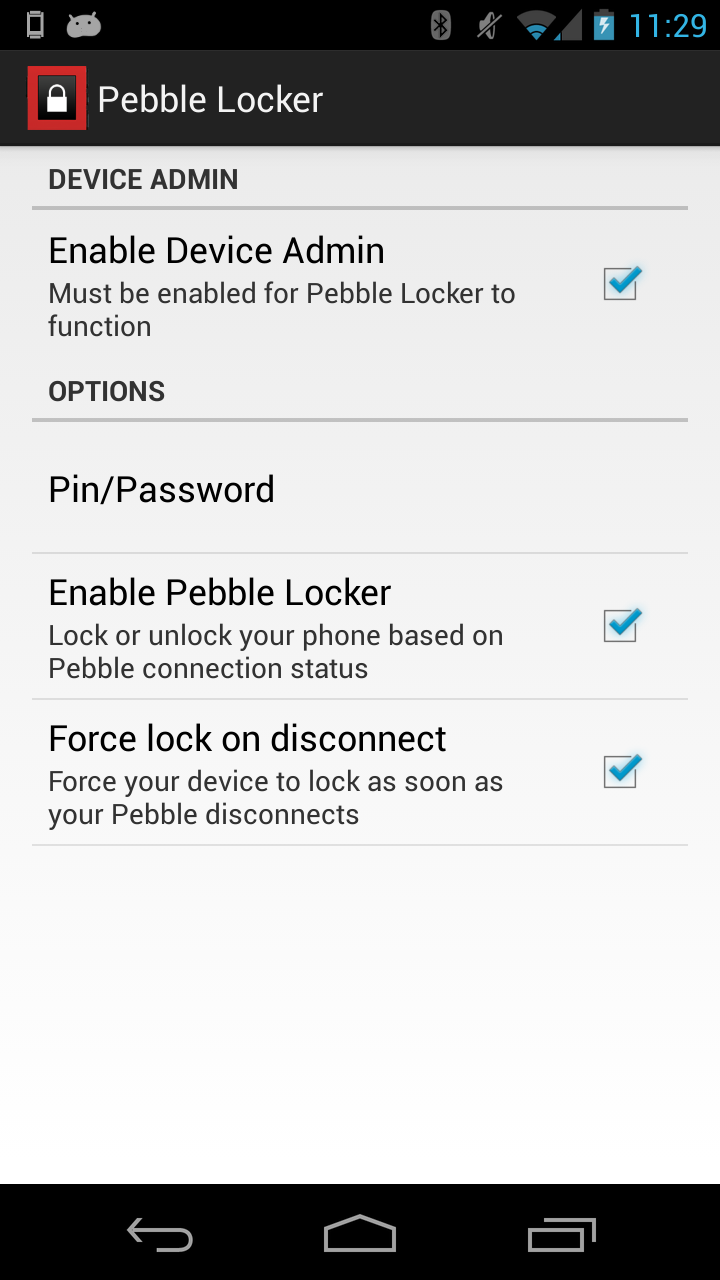 11:29
Pebble Locker
DEVICE ADMIN
Enable Device Admin
Must be enabled for Pebble Locker to
function
OPTIONS
Pin/Password
Enable Pebble Locker
Lock or unlock your phone based on
Pebble connection status
Force lock on disconnect
Force your device to lock as soon as
your Pebble disconnects